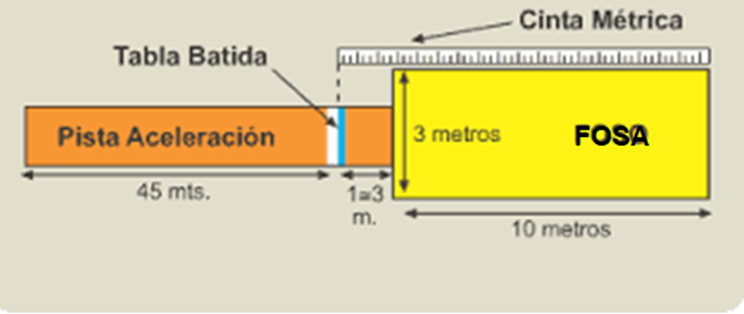 Cinta Métrica
Tabla Batida
Pista Aceleración
3 metros
FOSA
45 mts.
1≅3
m.
10 metros